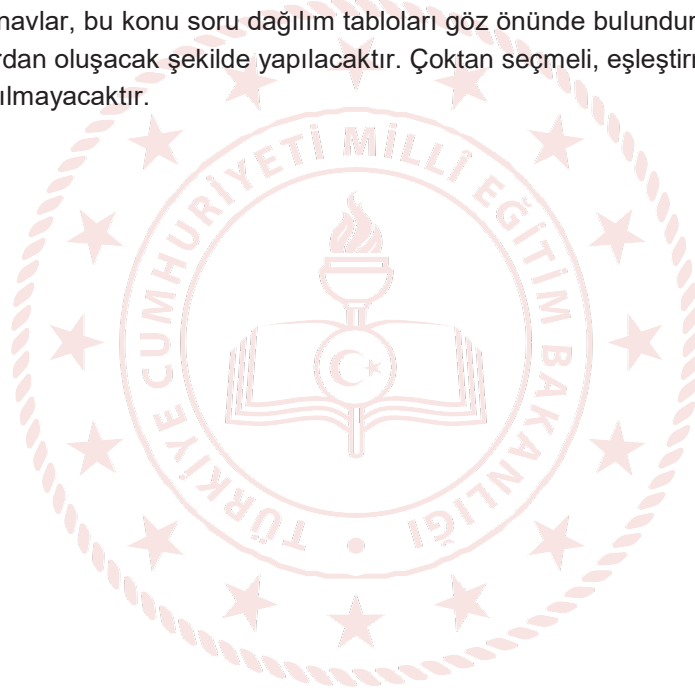 navlar, bu konu soru dağılım tabloları göz önünde bulundur
rdan oluşacak şekilde yapılacaktır. Çoktan seçmeli, eşleştirn
ılmayacaktır.
TÜRKİYE CUMHURİYETİ MİLLÎ EĞİTİM BAKANLIĞI